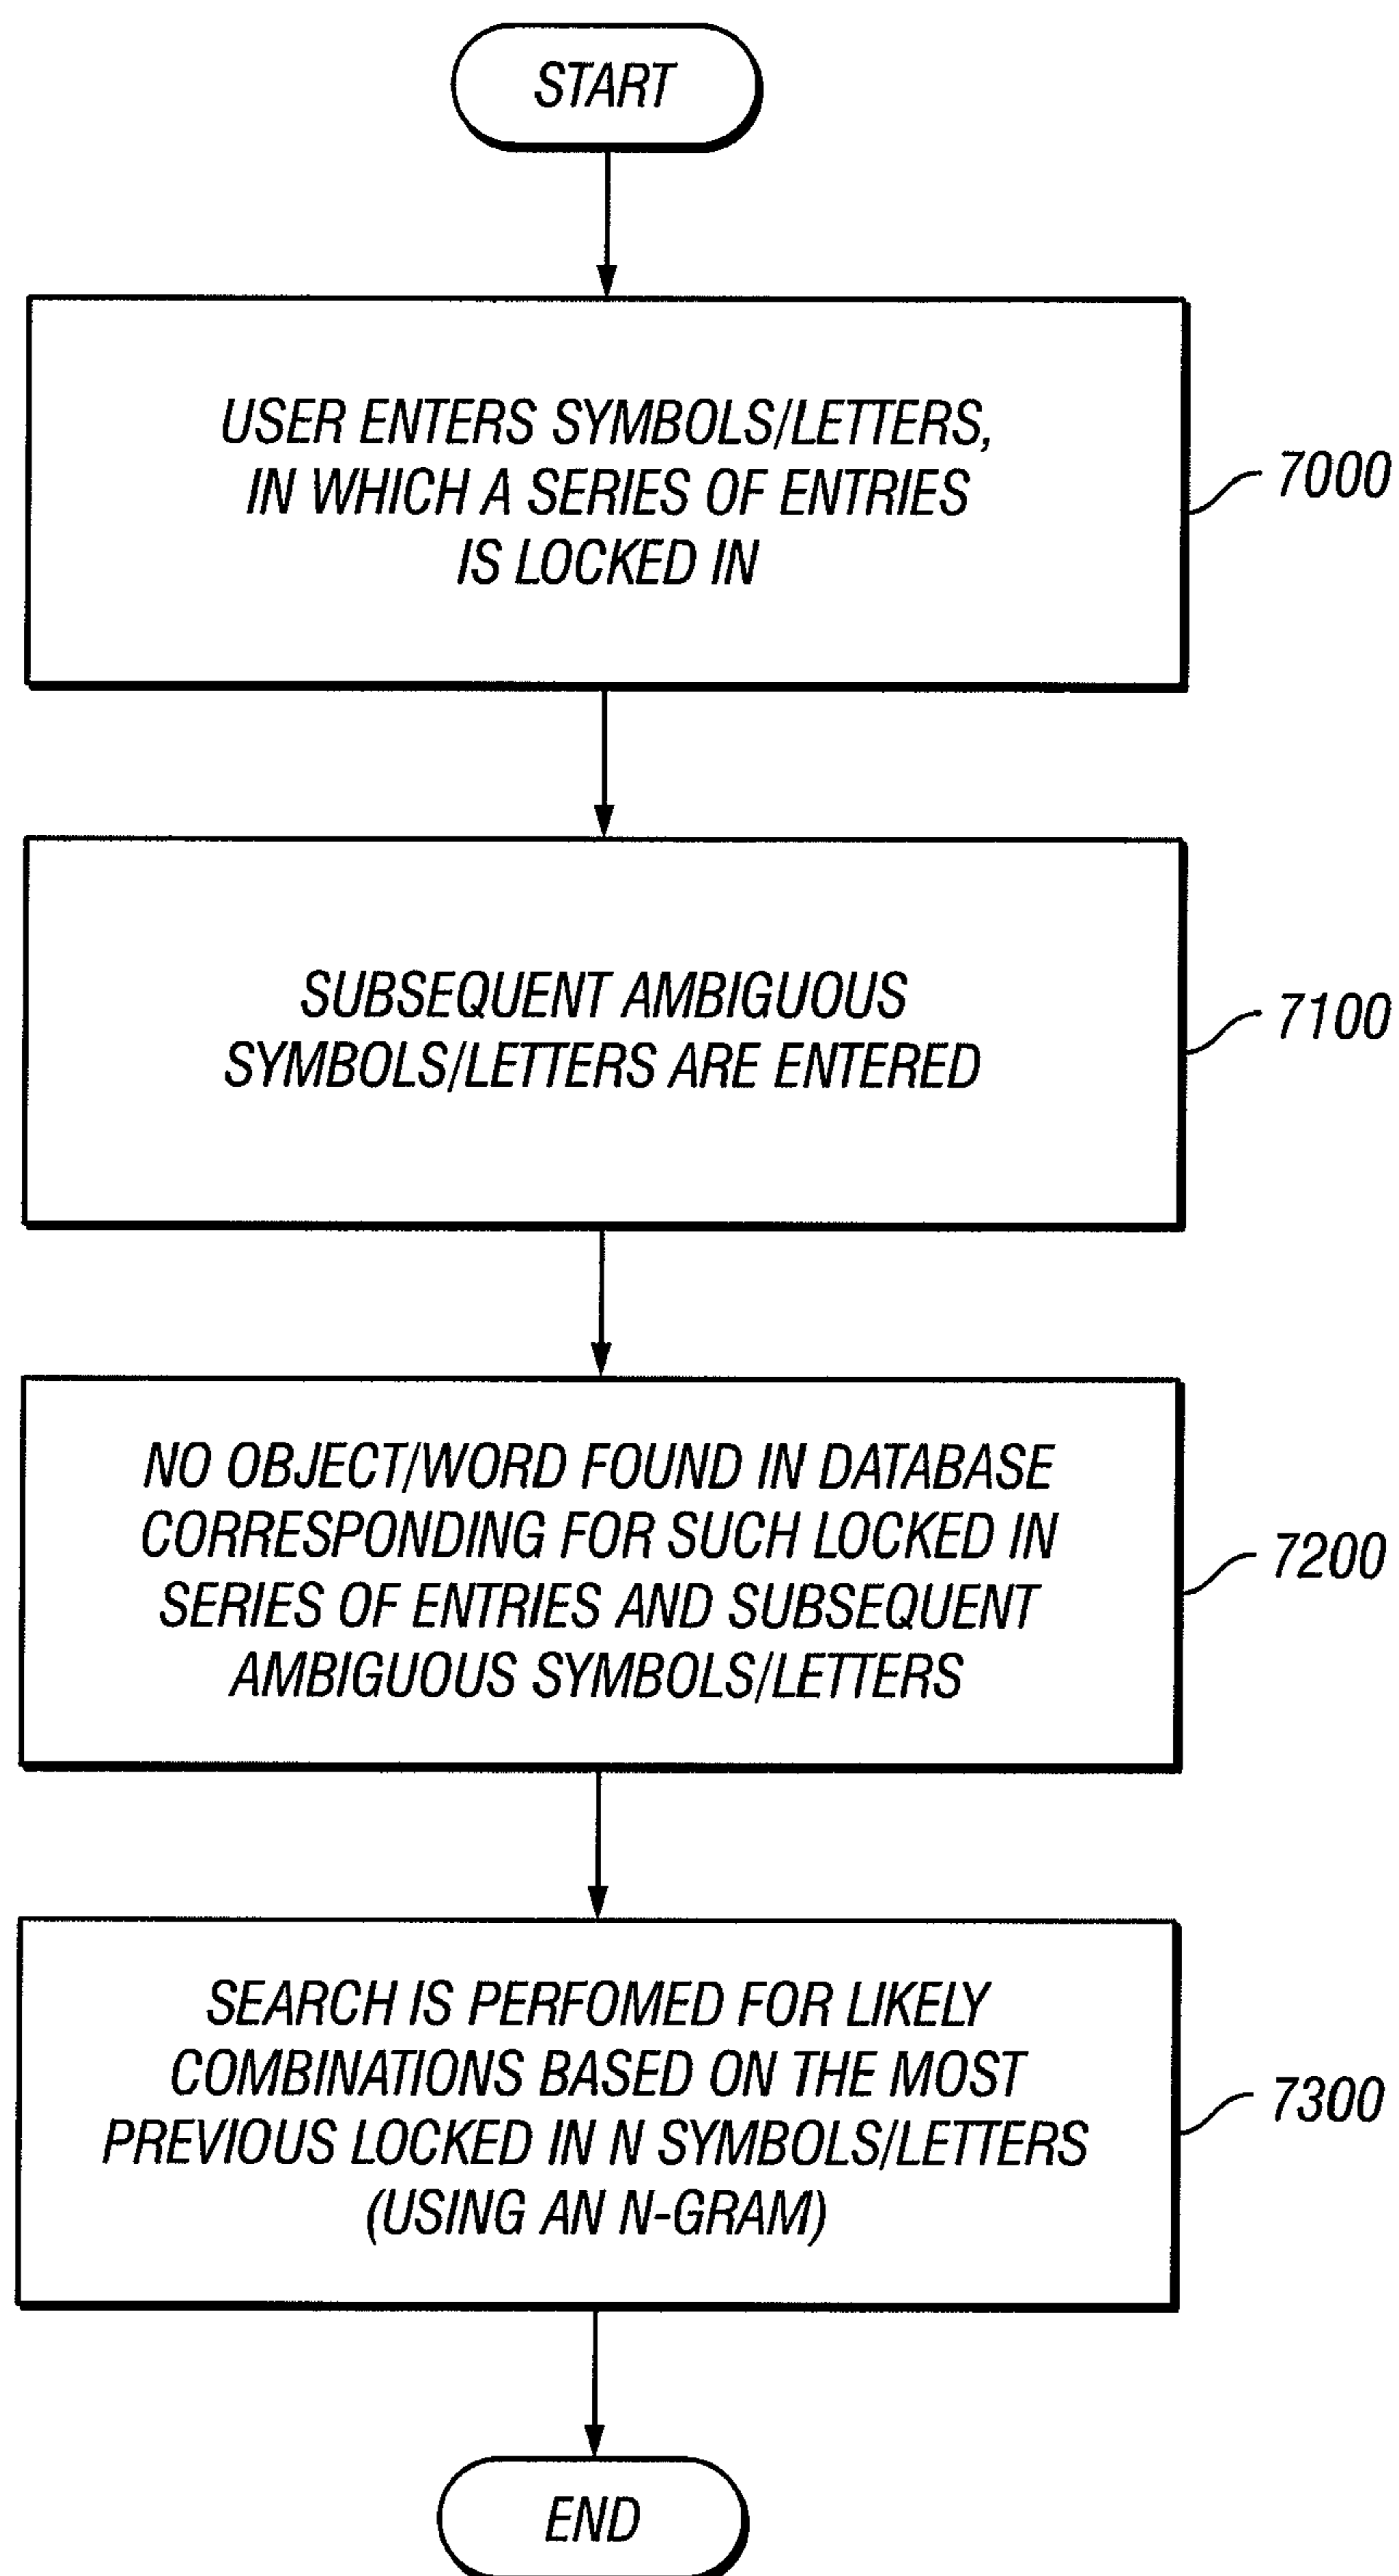 START
USER ENTERS SYMBOLS/LETTERS,
IN WHICH A SERIES OF ENTRIES
IS LOCKED IN
7000
SUBSEQUENT AMBIGUOUS
SYMBOLS/LETTERS ARE ENTERED
7100
NO OBJECT/WORD FOUND IN DATABASE
CORRESPONDING FOR SUCH LOCKED IN
SERIES OF ENTRIES AND SUBSEQUENT
AMBIGUOUS SYMBOLS/LETTERS
7200
SEARCH IS PERFOMED FOR LIKELY
COMBINATIONS BASED ON THE MOST
PREVIOUS LOCKED IN N SYMBOLS/LETTERS
(USING AN N-GRAM)
7300
END